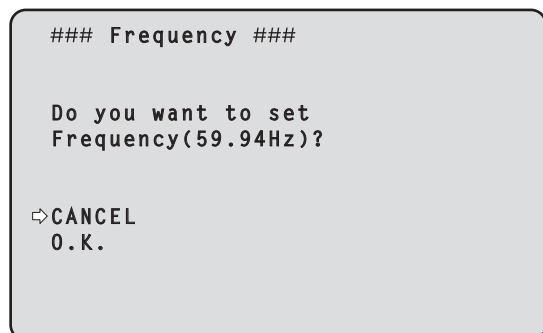 ### Frequency ###
Do you want to set
Frequency(59.94Hz)?
⇨CANCEL
O.K.